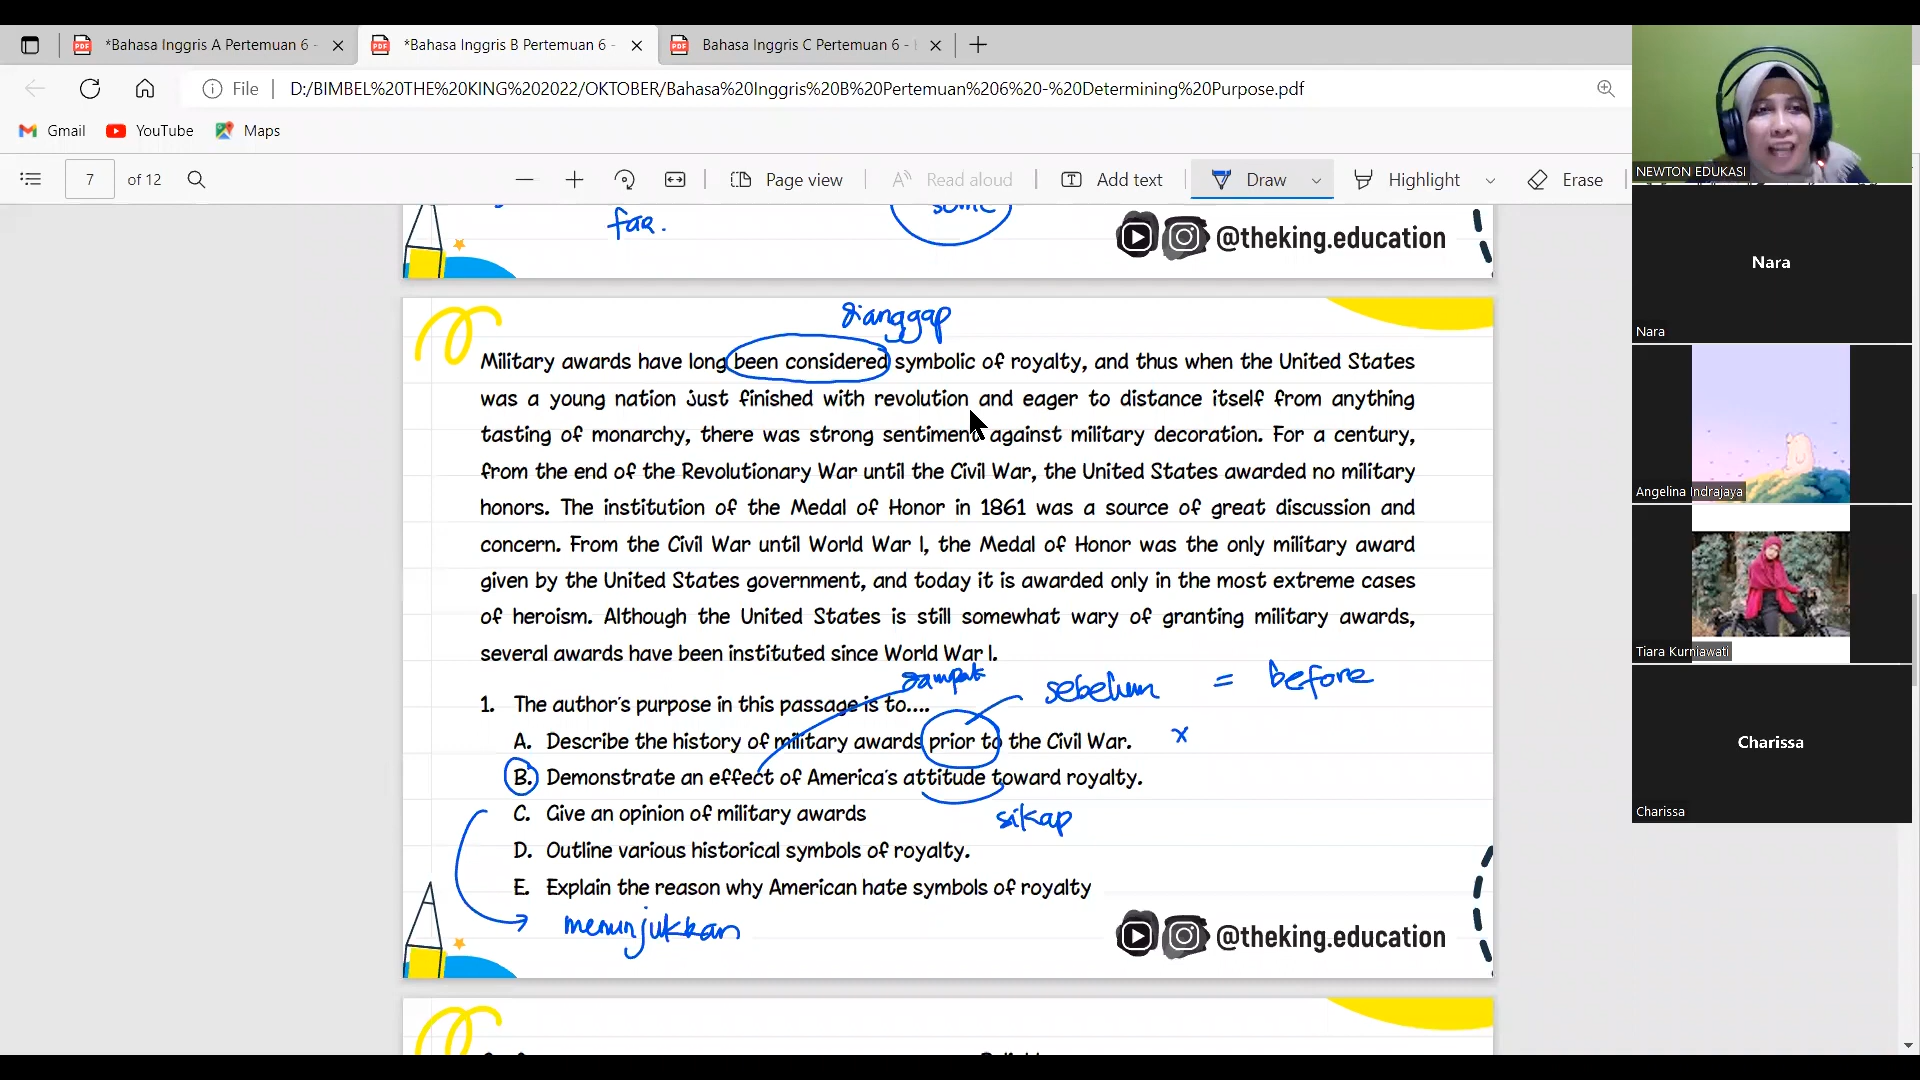 *Bahasa Inggris A Pertemuan 6 -
*Bahasa Inggris B Pertemuan 6 -
Bahasa Inggris C Pertemuan 6 -
File
D:/BIMBEL%20THE%20KING%202022/OKTOBER/Bahasa%20Inggris%20B%20Pertemuan%206%20-%20Determining%20Purpose.pdf
Gmail
YouTube
Maps
7
of 12
Page view
Read aloud
Add text
Draw
Highlight
Erase
far.
@theking.education
dianggap
Military awards have long been considered symbolic of royalty, and thus when the United States
was a young nation just finished with revolution and eager to distance itself from anything
tasting of monarchy, there was strong sentiment against military decoration. For a century,
from the end of the Revolutionary War until the Civil War, the United States awarded no military
honors. The institution of the Medal of Honor in 1861 was a source of great discussion and
concern. From the Civil War until World War I, the Medal of Honor was the only military award
given by the United States government, and today it is awarded only in the most extreme cases
of heroism. Although the United States is still somewhat wary of granting military awards,
several awards have been instituted since World War I.
dampak
sebelum = before
1. The author's purpose in this passage is to....
A. Describe the history of military awards prior to the Civil War. x
B. Demonstrate an effect of America's attitude toward royalty.
C. Give an opinion of military awards
sikap
D. Outline various historical symbols of royalty.
E. Explain the reason why American hate symbols of royalty
menunjukkan
@theking.education
NEWTON EDUKASI
Nara
Nara
Angelina Indrajaya
Tiara Kurniawati
Charissa
Charissa